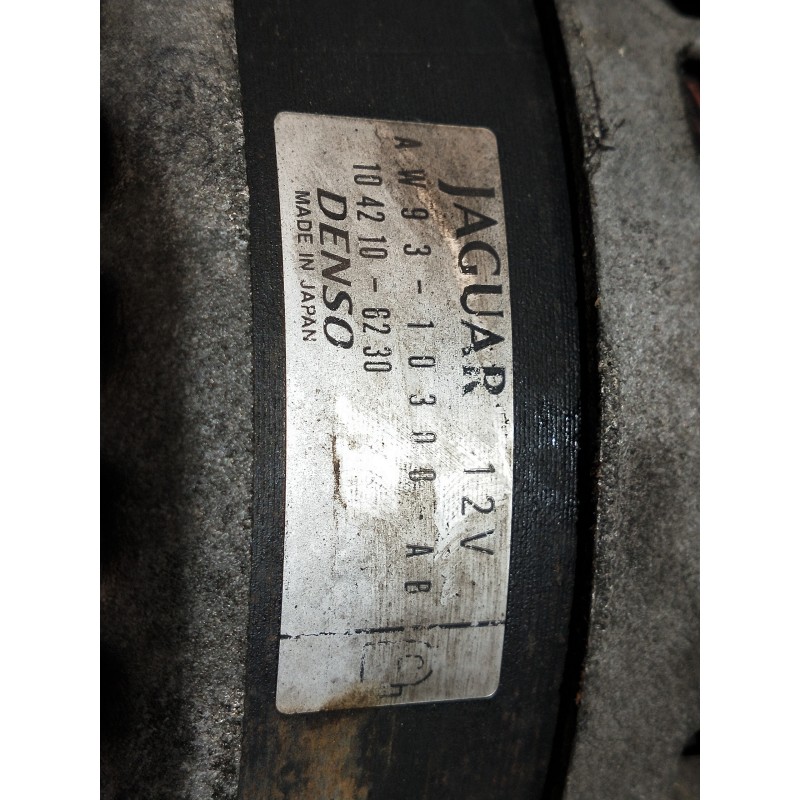 JAGUAR 12V
AW93-10300-AB
104210-6230
DENSO
MADE IN JAPAN